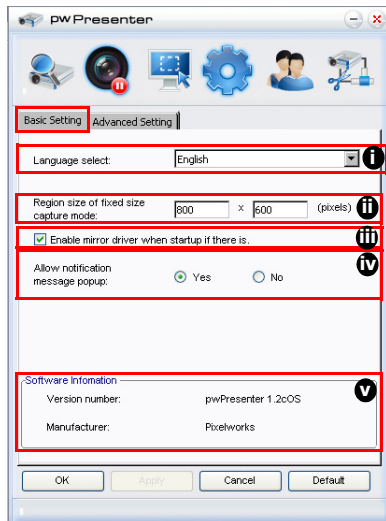 pwPresenter
Basic Setting Advanced Setting
Language select: English i
Region size of fixed size
capture mode: 800 x 600 (pixels) ii
Enable mirror driver when startup if there is. iii
Allow notification
message popup: Yes No iv
Software Infomation v
Version number: pwPresenter 1.2cOS
Manufacturer: Pixelworks
OK Apply Cancel Default